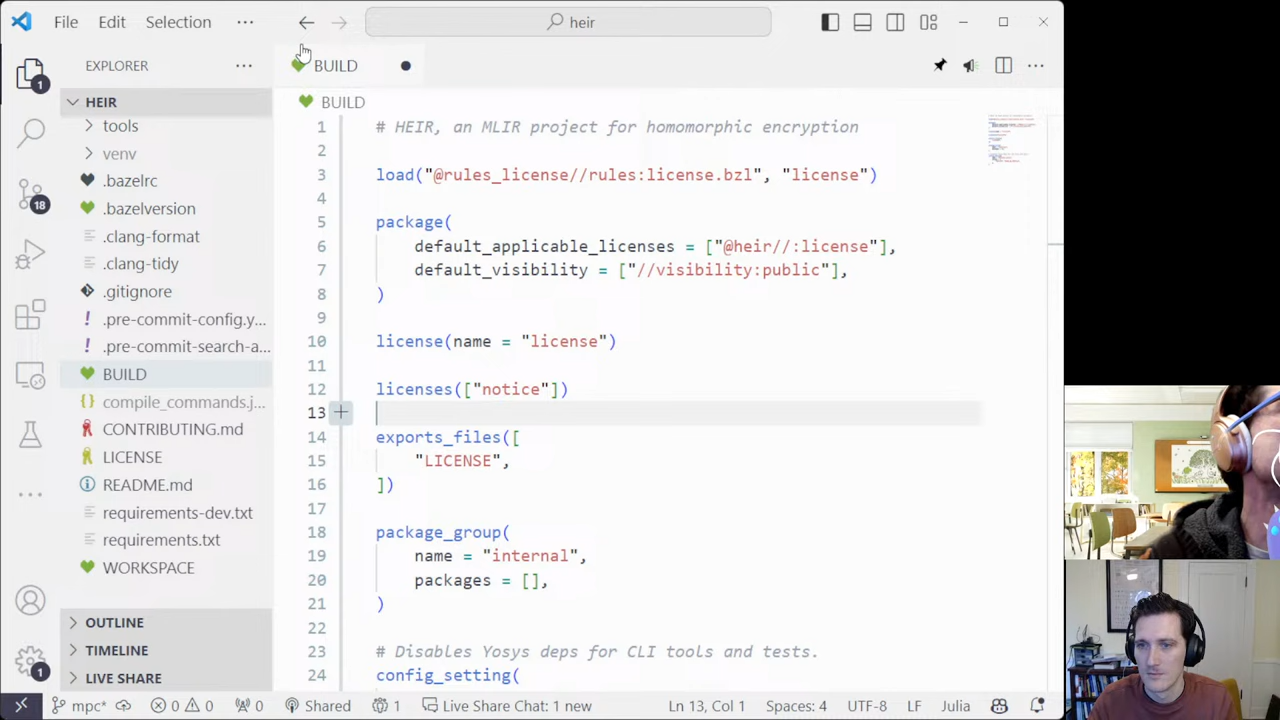 File Edit Selection ··· heir
EXPLORER ···
BUILD
1
HEIR
BUILD
tools
venv
.bazelrc
.bazelversion
.clang-format
.clang-tidy
.gitignore
.pre-commit-config.y...
.pre-commit-search-a...
BUILD
compile_commands.j...
CONTRIBUTING.md
LICENSE
README.md
requirements-dev.txt
requirements.txt
WORKSPACE
OUTLINE
TIMELINE
LIVE SHARE
18
1
1 # HEIR, an MLIR project for homomorphic encryption
2
3 load("@rules_license//rules:license.bzl", "license")
4
5 package(
6 default_applicable_licenses = ["@heir//:license"],
7 default_visibility = ["//visibility:public"],
8 )
9
10 license(name = "license")
11
12 licenses(["notice"])
13
14 exports_files([
15 "LICENSE",
16 ])
17
18 package_group(
19 name = "internal",
20 packages = [],
21 )
22
23 # Disables Yosys deps for CLI tools and tests.
24 config_setting(
mpc* 0 0 0 Shared 1 Live Share Chat: 1 new Ln 13, Col 1 Spaces: 4 UTF-8 LF Julia